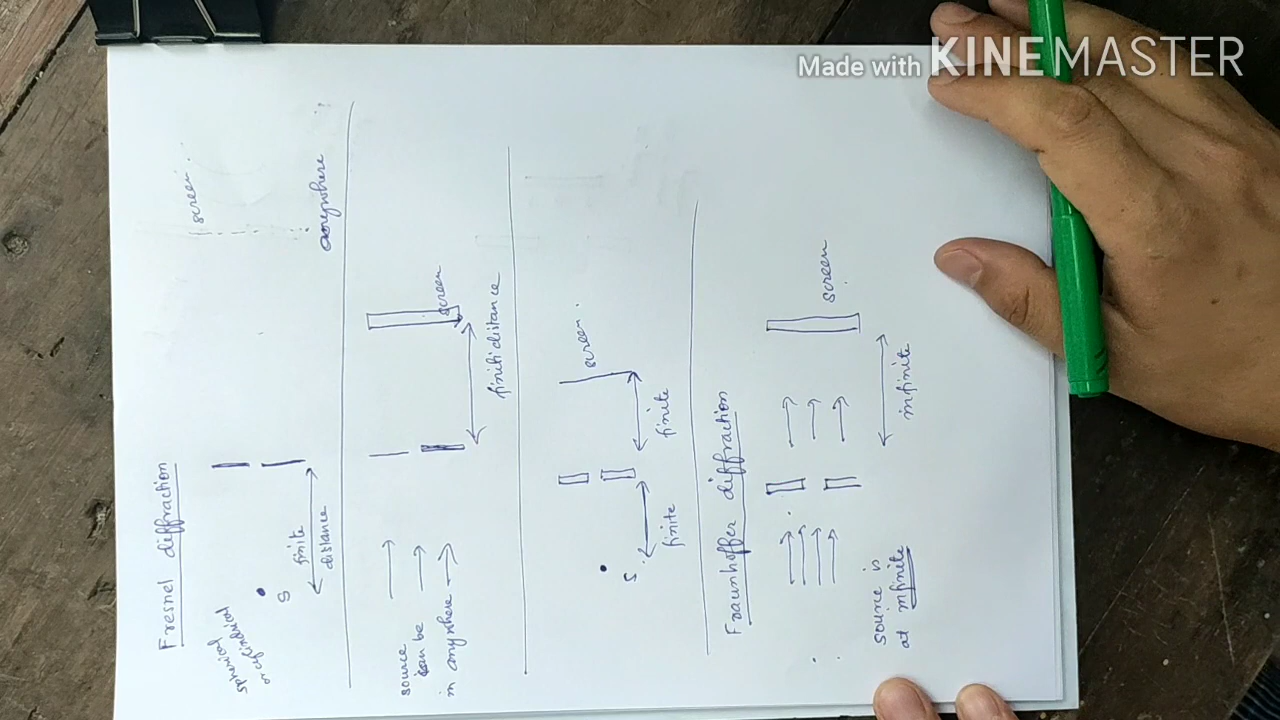 Made with KINEMASTER
Fresnel diffraction
screen.
spherical
or cylindrical
S
finite
distance
anywhere
source
can be
in anywhere
screen
finite distance
screen.
S
finite
finite
Fraunhoffer diffraction
screen
source is
at infinite
infinite